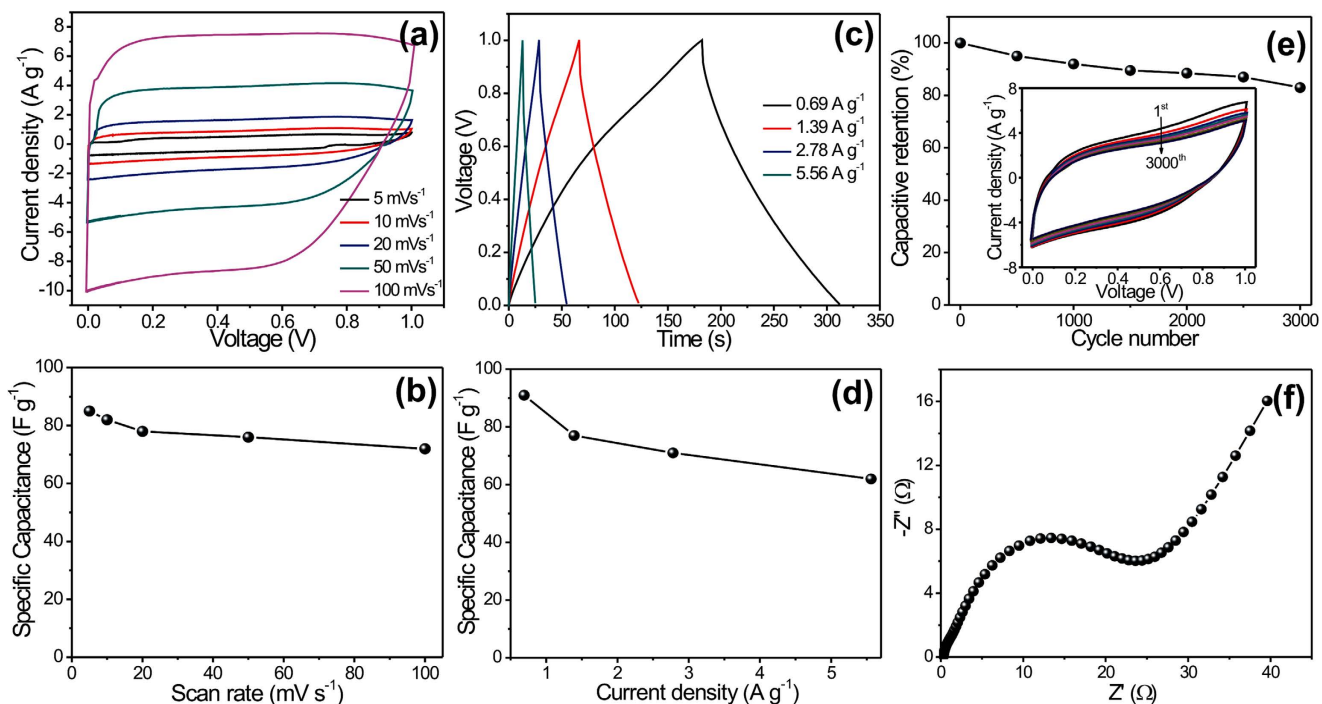 (a)
Current density (A g⁻¹)
8
6
4
2
0
-2
-4
-6
-8
-10
5 mVs⁻¹
10 mVs⁻¹
20 mVs⁻¹
50 mVs⁻¹
100 mVs⁻¹
0.0 0.2 0.4 0.6 0.8 1.0
Voltage (V)
(c)
Voltage (V)
1.0
0.8
0.6
0.4
0.2
0.0
0.69 A g⁻¹
1.39 A g⁻¹
2.78 A g⁻¹
5.56 A g⁻¹
0 50 100 150 200 250 300 350
Time (s)
(e)
Capacitive retention (%)
100
80
60
40
20
0
Current density (A g⁻¹)
8
4
0
-4
-8
1ˢᵗ
3000ᵗʰ
0.0 0.2 0.4 0.6 0.8 1.0
Voltage (V)
0 1000 2000 3000
Cycle number
(b)
Specific Capacitance (F g⁻¹)
100
80
60
40
20
0
0 20 40 60 80 100
Scan rate (mV s⁻¹)
(d)
Specific Capacitance (F g⁻¹)
100
80
60
40
20
0
1 2 3 4 5
Current density (A g⁻¹)
(f)
-Z'' (Ω)
16
12
8
4
0
0 10 20 30 40
Z' (Ω)